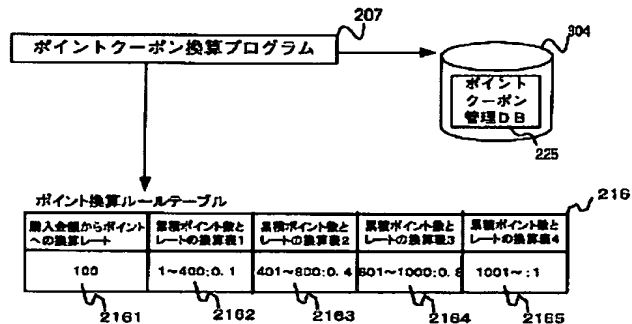 207
ポイントクーポン換算プログラム
304
ポイント
クーポン
管理DB
225
ポイント換算ルールテーブル
216
購入金額からポイント
への換算レート
累積ポイント数と
レートの換算表1
累積ポイント数と
レートの換算表2
累積ポイント数と
レートの換算表3
累積ポイント数と
レートの換算表4
100
1~400:0.1
401~800:0.4
801~1000:0.8
1001~:1
2161
2162
2163
2164
2165